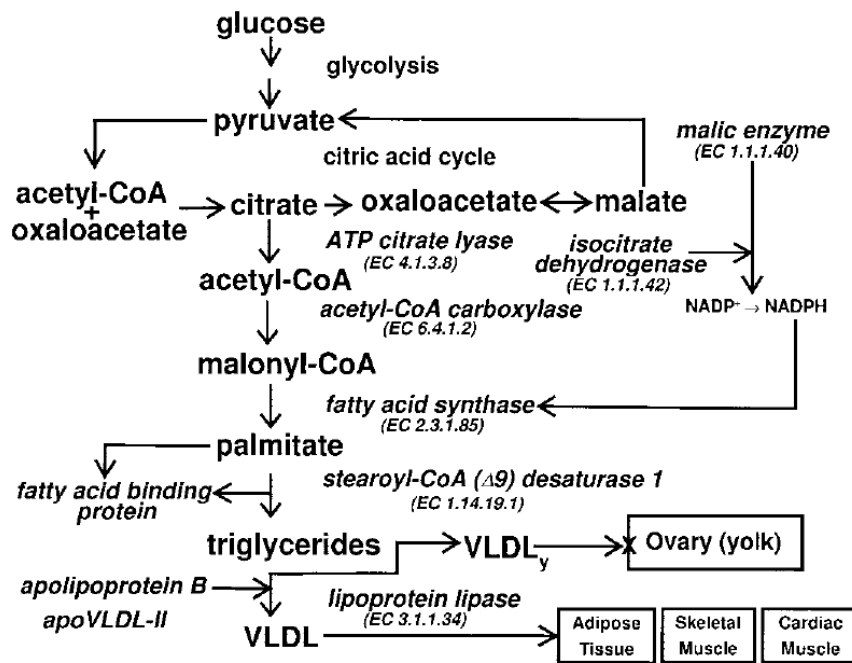 glucose
glycolysis
pyruvate
malic enzyme
(EC 1.1.1.40)
citric acid cycle
acetyl-CoA
+
oxaloacetate
citrate
oxaloacetate
malate
ATP citrate lyase
(EC 4.1.3.8)
isocitrate
dehydrogenase
(EC 1.1.1.42)
acetyl-CoA
acetyl-CoA carboxylase
(EC 6.4.1.2)
NADP+ → NADPH
malonyl-CoA
fatty acid synthase
(EC 2.3.1.85)
palmitate
fatty acid binding
protein
stearoyl-CoA (Δ9) desaturase 1
(EC 1.14.19.1)
triglycerides
VLDLy
X Ovary (yolk)
apolipoprotein B
apoVLDL-II
lipoprotein lipase
(EC 3.1.1.34)
VLDL
Adipose
Tissue
Skeletal
Muscle
Cardiac
Muscle